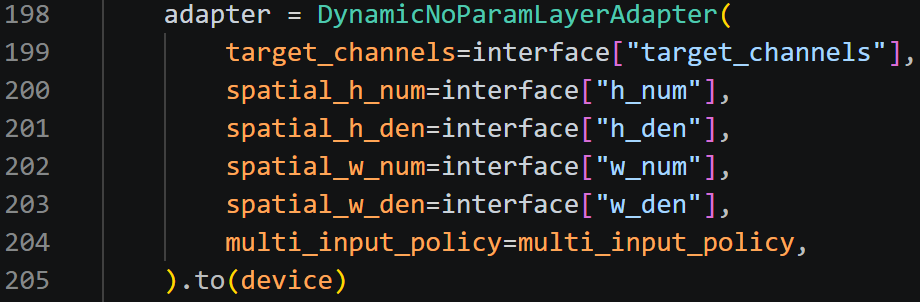 198 adapter = DynamicNoParamLayerAdapter(
199 target_channels=interface["target_channels"],
200 spatial_h_num=interface["h_num"],
201 spatial_h_den=interface["h_den"],
202 spatial_w_num=interface["w_num"],
203 spatial_w_den=interface["w_den"],
204 multi_input_policy=multi_input_policy,
205 ).to(device)